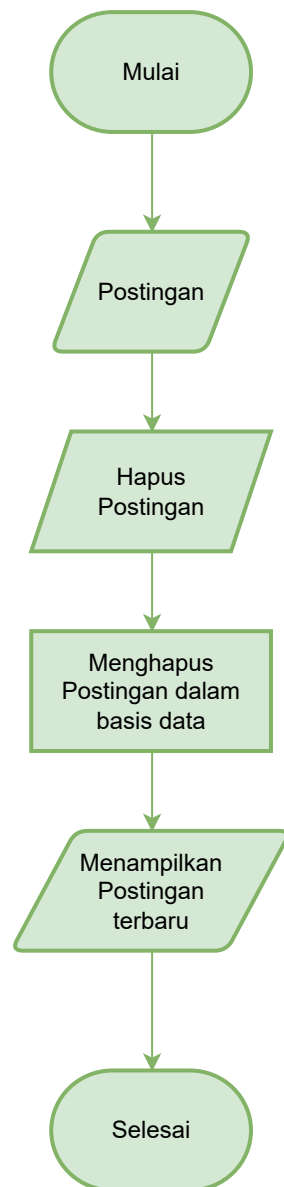 Mulai
Postingan
Hapus
Postingan
Menghapus
Postingan dalam
basis data
Menampilkan
Postingan
terbaru
Selesai